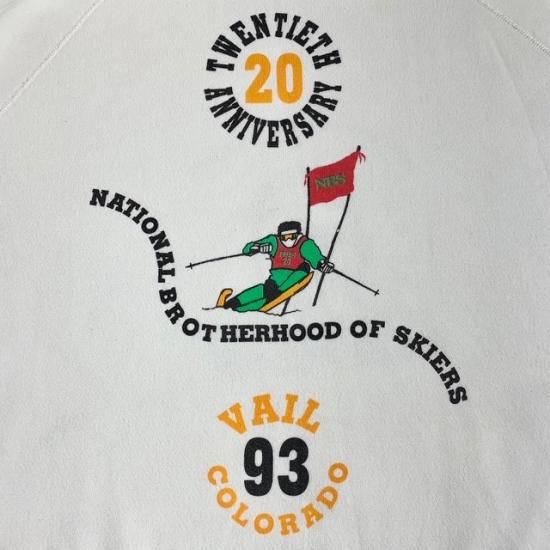 TWENTIETH
20
ANNIVERSARY
NBS
NATIONAL BROTHERHOOD OF SKIERS
VAIL
93
COLORADO